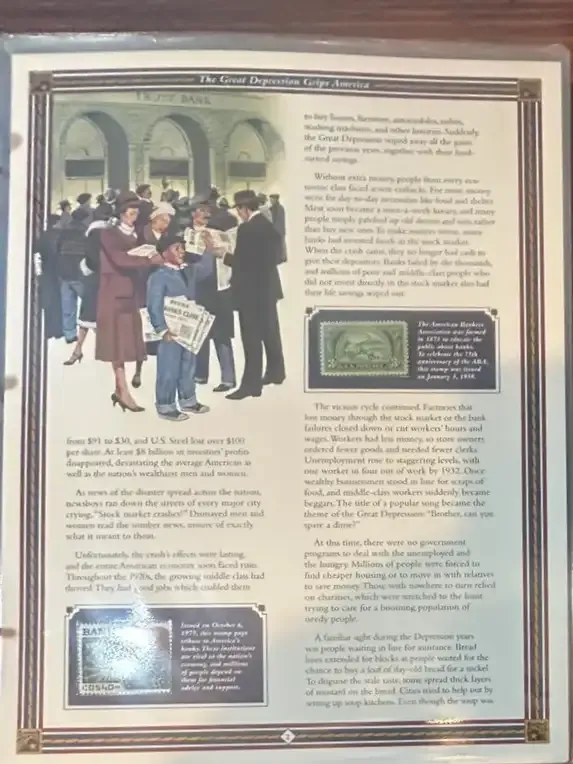 The Great Depression Grips America
TRUST BANK
BANKS CLOSE
from $93 to $30, and U.S. Steel lost over $100
per share. At least $8 billion in investors' profits
disappeared, devastating the average American as
well as the nation's wealthiest men and women.
As news of the disaster spread across the nation,
newsboys ran down the streets of every major city
crying, "Stock market crashes!" Dismayed men and
women read the somber news, unsure of exactly
what it meant to them.
Unfortunately, the crash's effects were lasting,
and the entire American economy soon faced ruin.
Throughout the 1920s, the growing middle class had
thrived. They had good jobs which enabled them
BANK
Issued on October 6,
1975, this stamp pays
tribute to America's
banks. These institutions
are vital to the nation's
economy, and millions
of people depend on
them for financial
advice and support.
to buy homes, furniture, automobiles, radios,
washing machines, and other luxuries. Suddenly,
the Great Depression wiped away all the gains
of the previous years, together with their hard-
earned savings.
Without extra money, people from every eco-
nomic class faced severe cutbacks. For most, money
went for day-to-day necessities like food and shelter.
Meat soon became a once-a-week luxury, and many
people simply patched up old dresses and suits rather
than buy new ones. To make matters worse, many
banks had invested funds in the stock market.
When the crash came, they no longer had cash to
give their depositors. Banks failed by the thousands,
and millions of poor and middle-class people who
did not invest directly in the stock market also had
their life savings wiped out.
The American Bankers
Association was formed
in 1875 to educate the
public about banks.
To celebrate the 75th
anniversary of the ABA,
this stamp was issued
on January 3, 1950.
The vicious cycle continued. Factories that
lost money through the stock market or the bank
failures closed down or cut workers' hours and
wages. Workers had less money, so store owners
ordered fewer goods and needed fewer clerks.
Unemployment rose to staggering levels, with
one worker in four out of work by 1932. Once
wealthy businessmen stood in line for scraps of
food, and middle-class workers suddenly became
beggars. The title of a popular song became the
theme of the Great Depression: "Brother, can you
spare a dime?"
At this time, there were no government
programs to deal with the unemployed and
the hungry. Millions of people were forced to
find cheaper housing or to move in with relatives
to save money. Those with nowhere to turn relied
on charities, which were stretched to the limit
trying to care for a booming population of
needy people.
A familiar sight during the Depression years
was people waiting in line for assistance. Bread
lines extended for blocks as people waited for the
chance to buy a loaf of day-old bread for a nickel.
To disguise the stale taste, some spread thick layers
of mustard on the bread. Cities tried to help out by
setting up soup kitchens. Even though the soup was
2